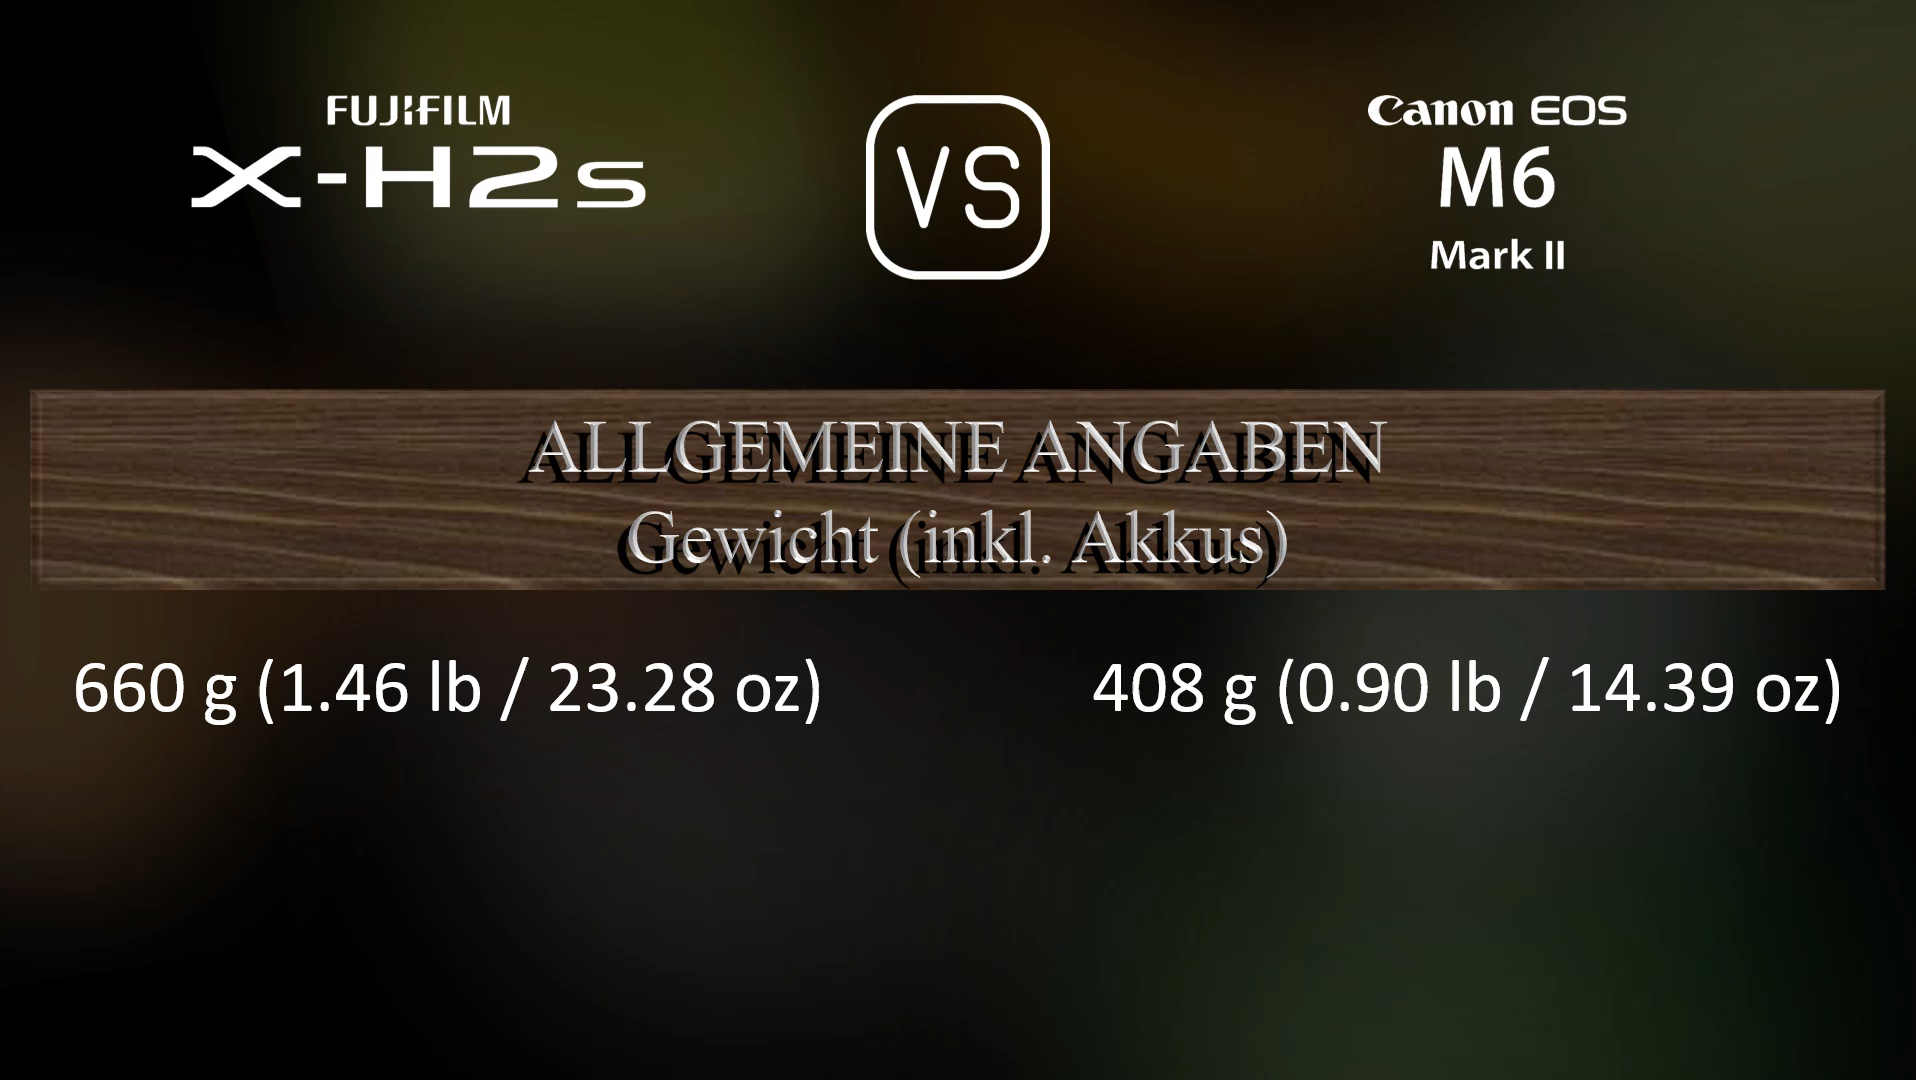 FUJIFILM
X-H2s
VS
Canon EOS
M6
Mark II
ALLGEMEINE ANGABEN
Gewicht (inkl. Akkus)
660 g (1.46 lb / 23.28 oz)
408 g (0.90 lb / 14.39 oz)